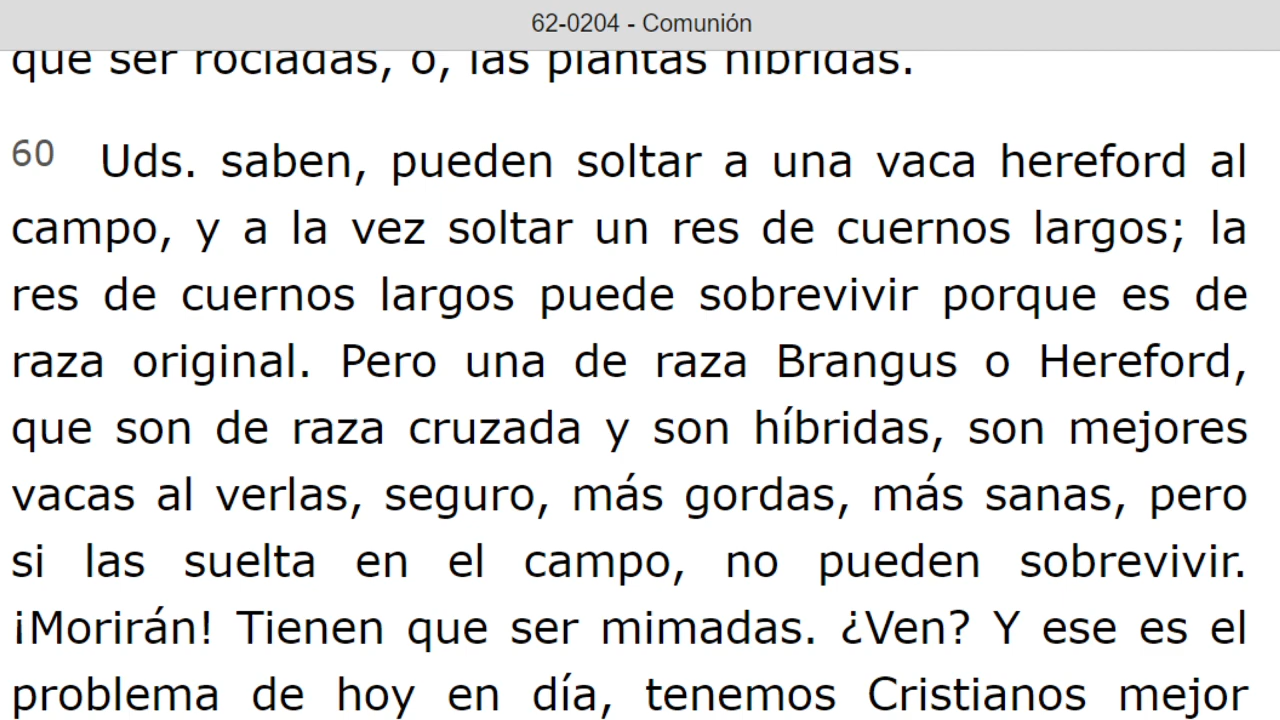 62-0204 - Comunión
que ser rociadas, o, las plantas híbridas.
60 Uds. saben, pueden soltar a una vaca hereford al
campo, y a la vez soltar un res de cuernos largos; la
res de cuernos largos puede sobrevivir porque es de
raza original. Pero una de raza Brangus o Hereford,
que son de raza cruzada y son híbridas, son mejores
vacas al verlas, seguro, más gordas, más sanas, pero
si las suelta en el campo, no pueden sobrevivir.
¡Morirán! Tienen que ser mimadas. ¿Ven? Y ese es el
problema de hoy en día, tenemos Cristianos mejor